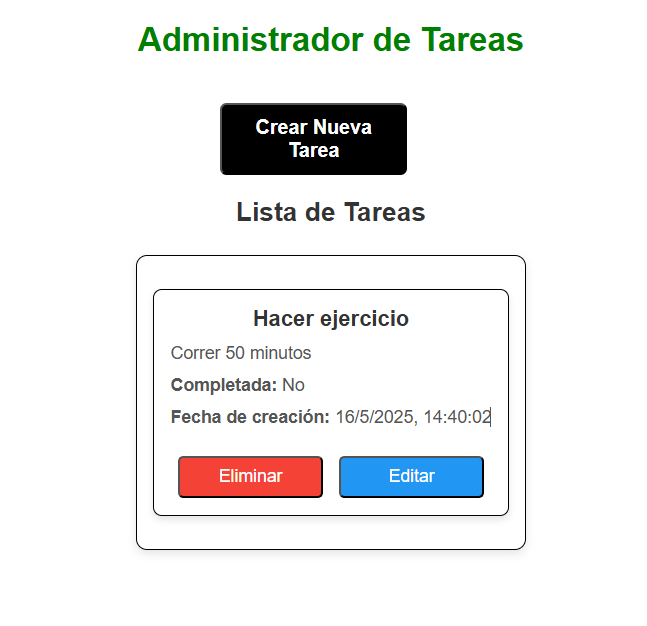 Administrador de Tareas
Crear Nueva
Tarea
Lista de Tareas
Hacer ejercicio
Correr 50 minutos
Completada: No
Fecha de creación: 16/5/2025, 14:40:02
Eliminar
Editar